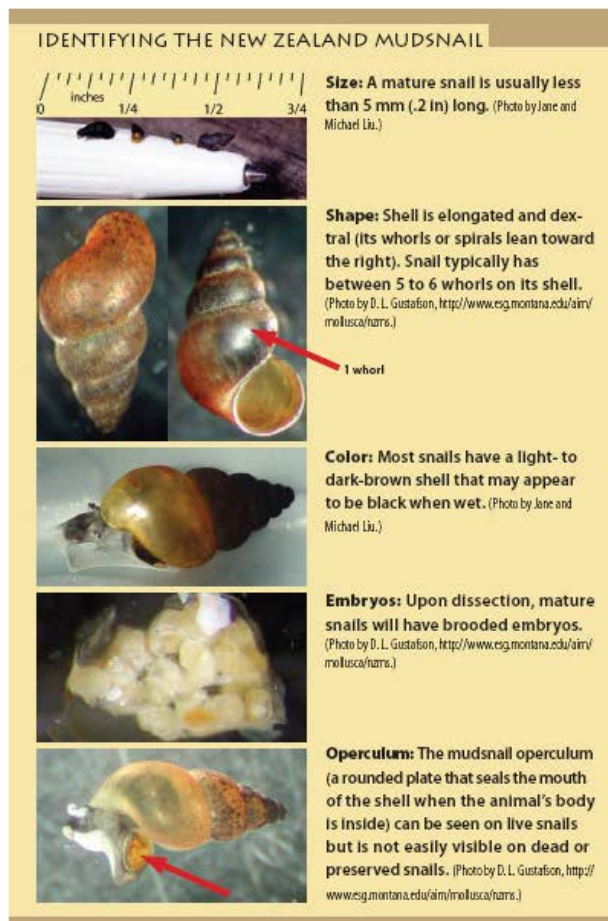 IDENTIFYING THE NEW ZEALAND MUDSNAIL
inches
0 1/4 1/2 3/4
Size: A mature snail is usually less
than 5 mm (.2 in) long. (Photo by Jane and
Michael Liu.)
Shape: Shell is elongated and dex-
tral (its whorls or spirals lean toward
the right). Snail typically has
between 5 to 6 whorls on its shell.
(Photo by D. L. Gustafson, http://www.esg.montana.edu/aim/
mollusca/nzms.)
1 whorl
Color: Most snails have a light- to
dark-brown shell that may appear
to be black when wet. (Photo by Jane and
Michael Liu.)
Embryos: Upon dissection, mature
snails will have brooded embryos.
(Photo by D. L. Gustafson, http://www.esg.montana.edu/aim/
mollusca/nzms.)
Operculum: The mudsnail operculum
(a rounded plate that seals the mouth
of the shell when the animal's body
is inside) can be seen on live snails
but is not easily visible on dead or
preserved snails. (Photo by D. L. Gustafson, http://
www.esg.montana.edu/aim/mollusca/nzms.)